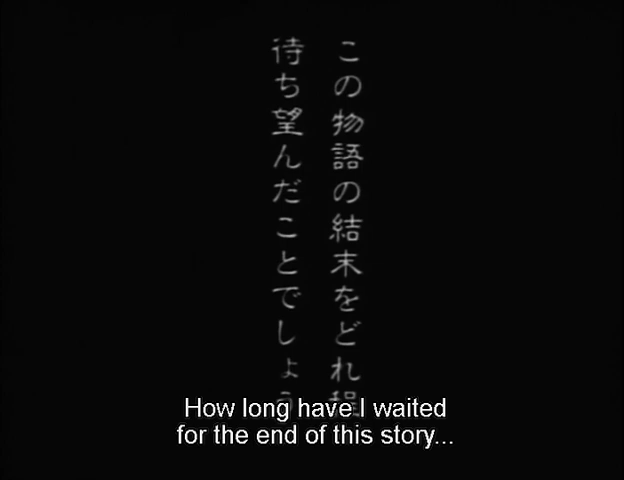 この物語の結末をどれ程
待ち望んだことでしょう
How long have I waited
for the end of this story...